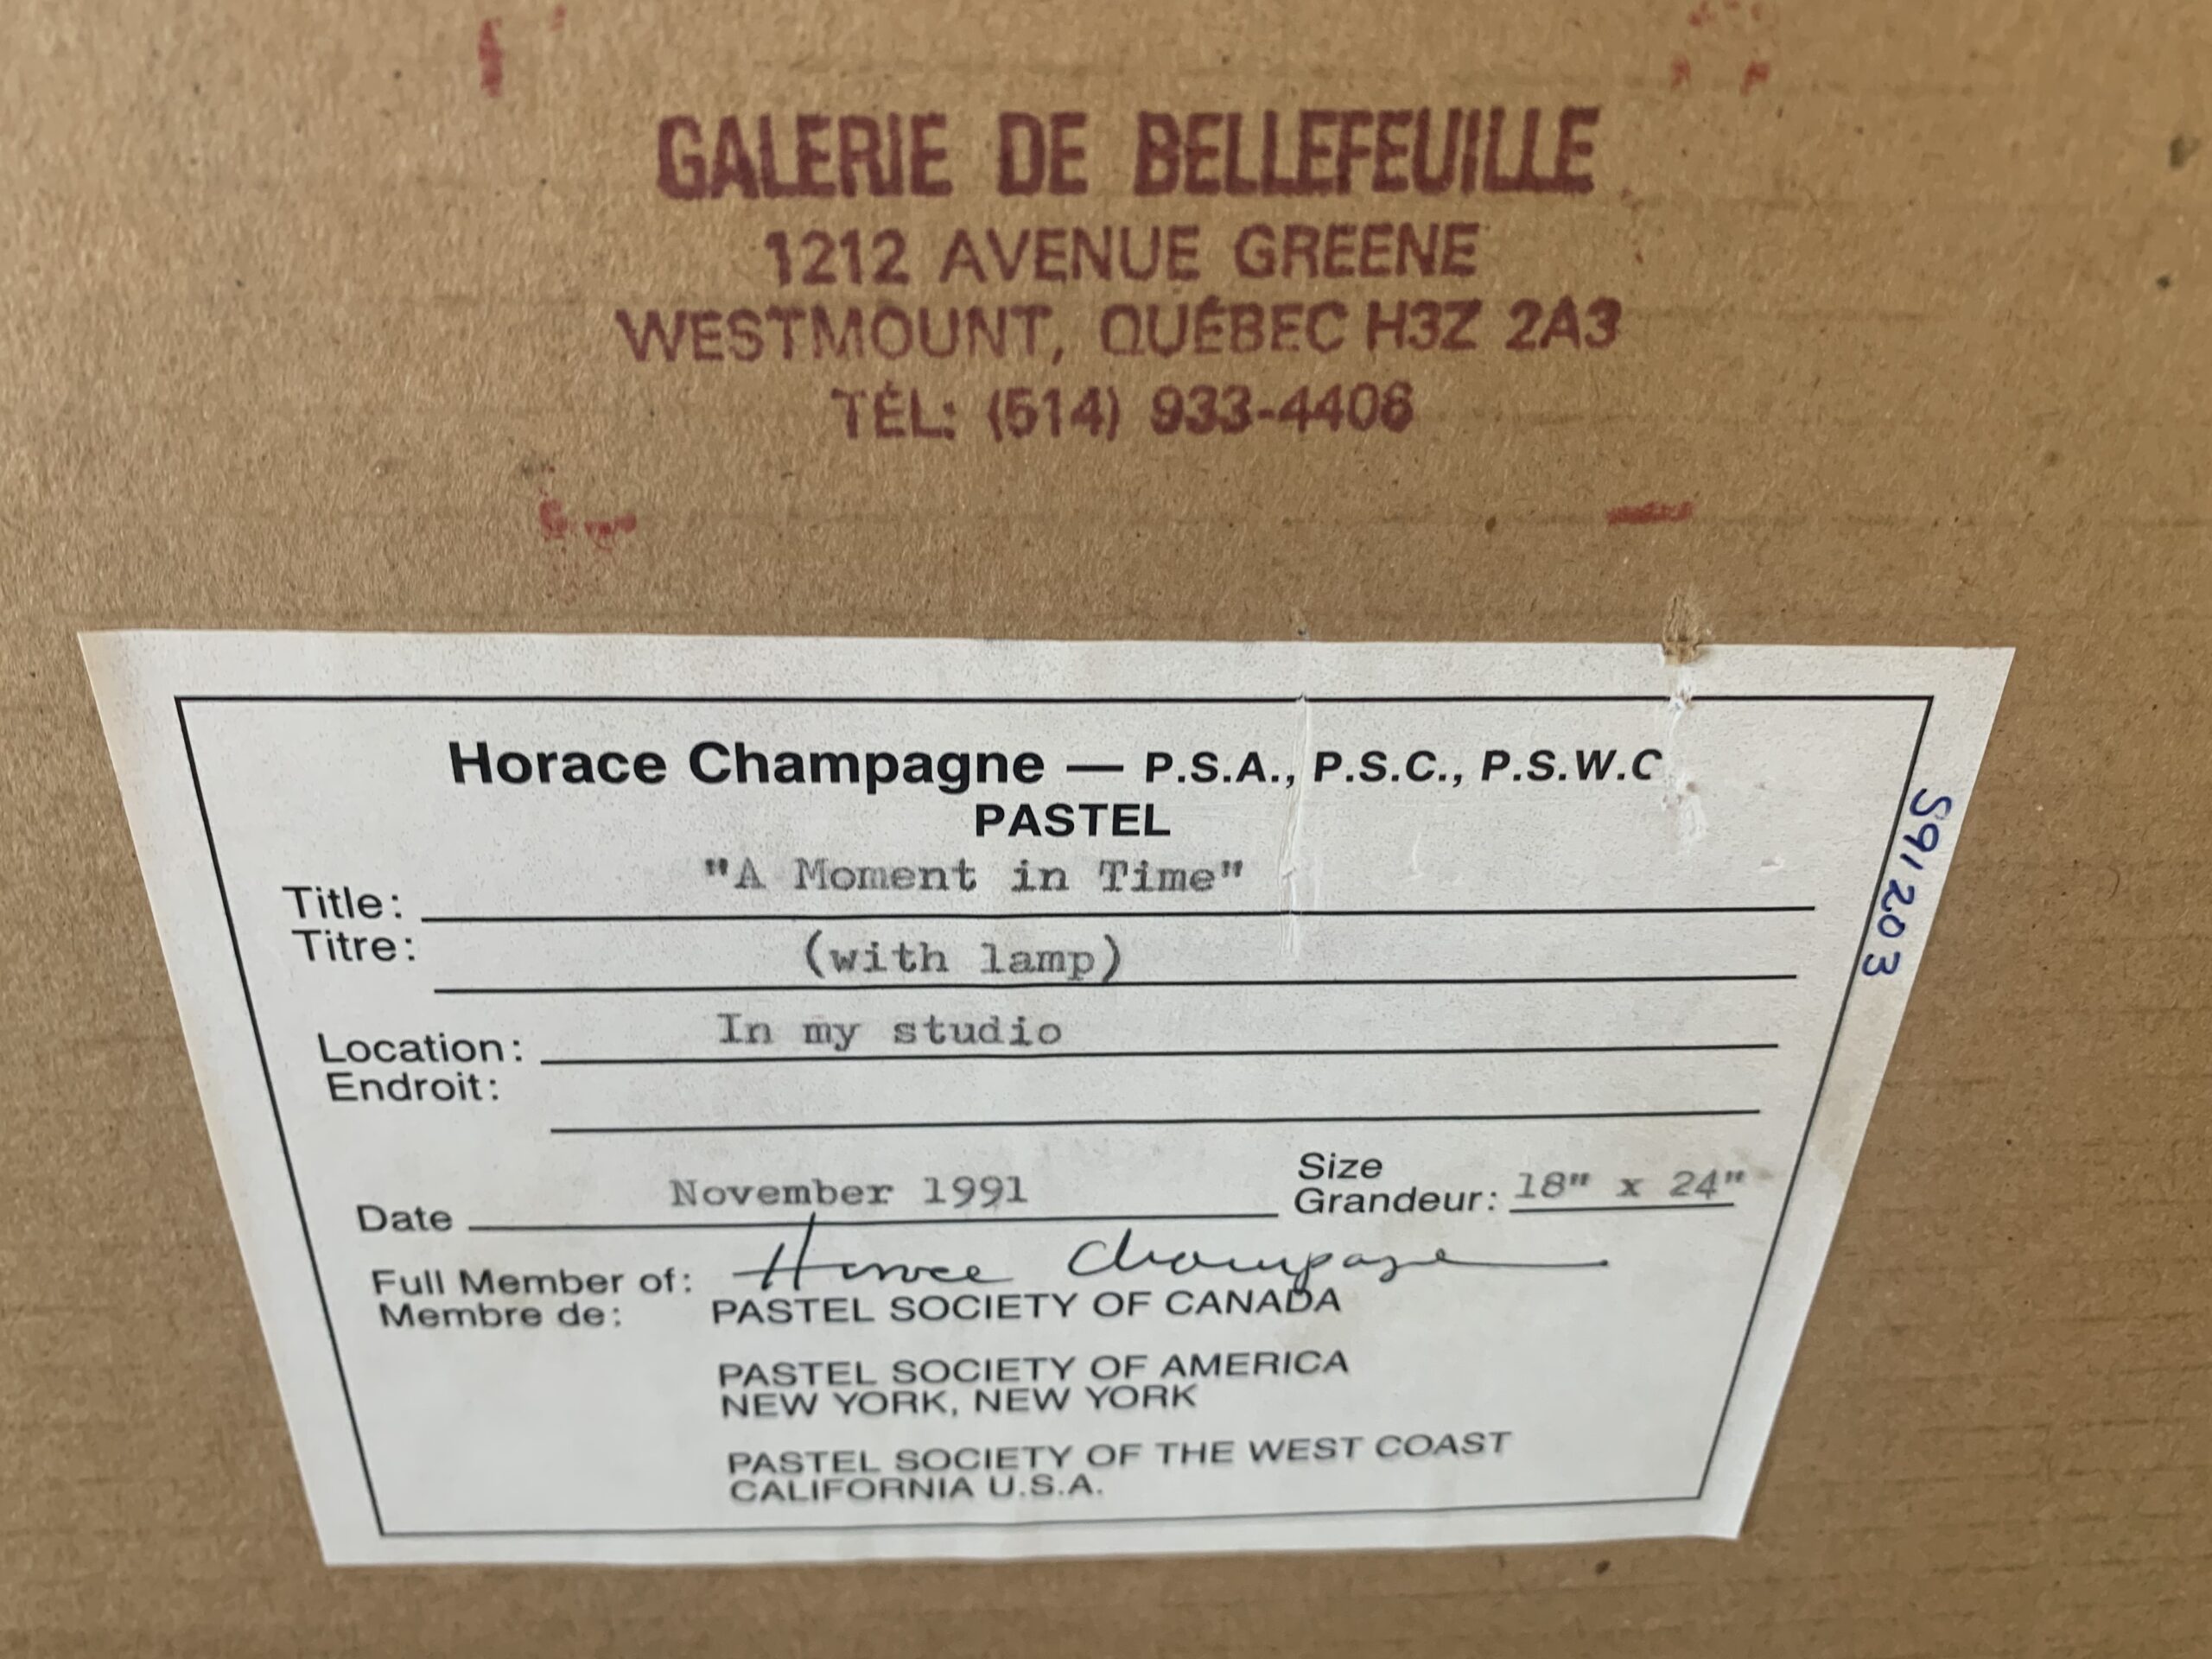 GALERIE DE BELLEFEUILLE
1212 AVENUE GREENE
WESTMOUNT, QUÉBEC H3Z 2A3
TÉL: (514) 933-4406
Horace Champagne — P.S.A., P.S.C., P.S.W.C
PASTEL
Title: "A Moment in Time"
Titre: (with lamp)
Location: In my studio
Endroit:
Date November 1991 Size
Grandeur: 18" x 24"
Full Member of: Horace Champagne
Membre de: PASTEL SOCIETY OF CANADA
PASTEL SOCIETY OF AMERICA
NEW YORK, NEW YORK
PASTEL SOCIETY OF THE WEST COAST
CALIFORNIA U.S.A.
S91203